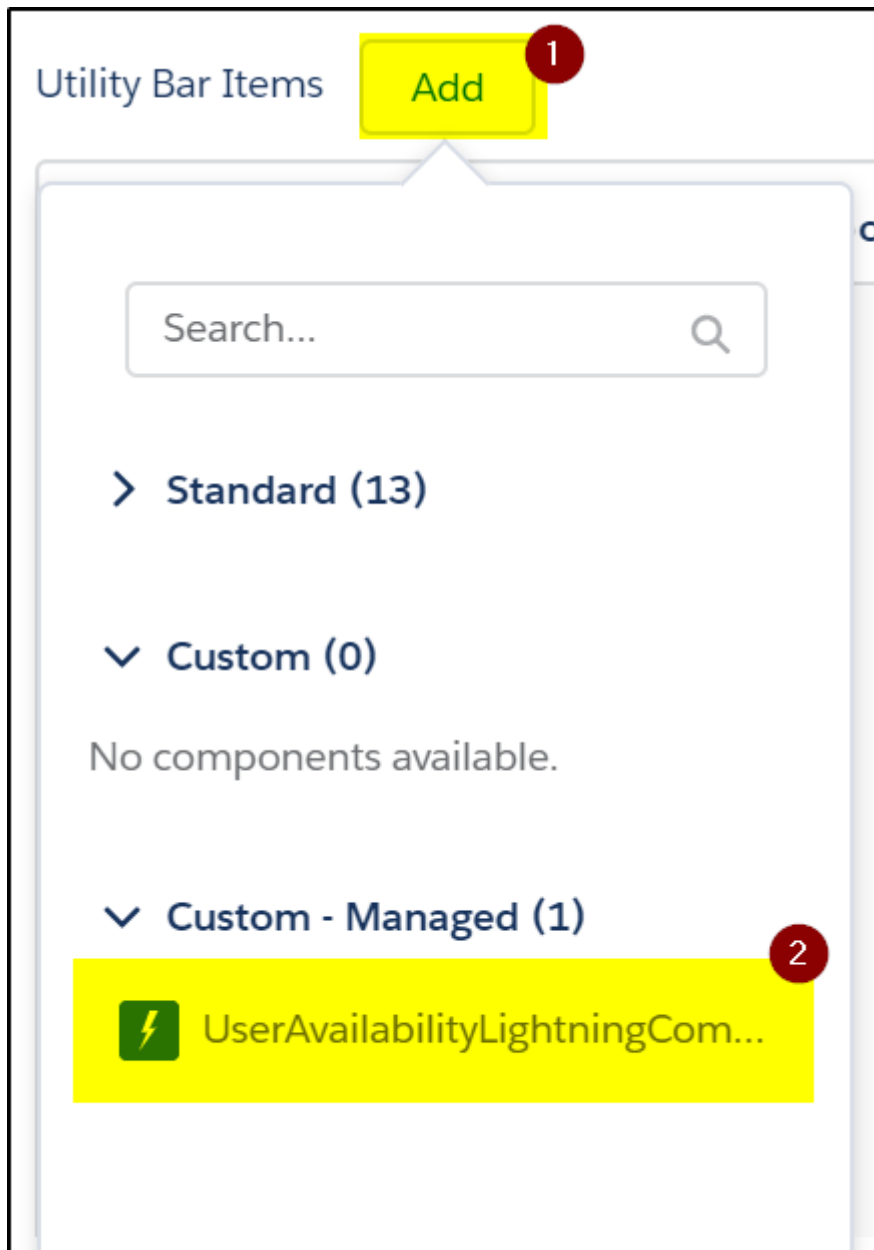 Utility Bar Items
Add
1
Search...
Standard (13)
Custom (0)
No components available.
Custom - Managed (1)
2
UserAvailabilityLightningCom...